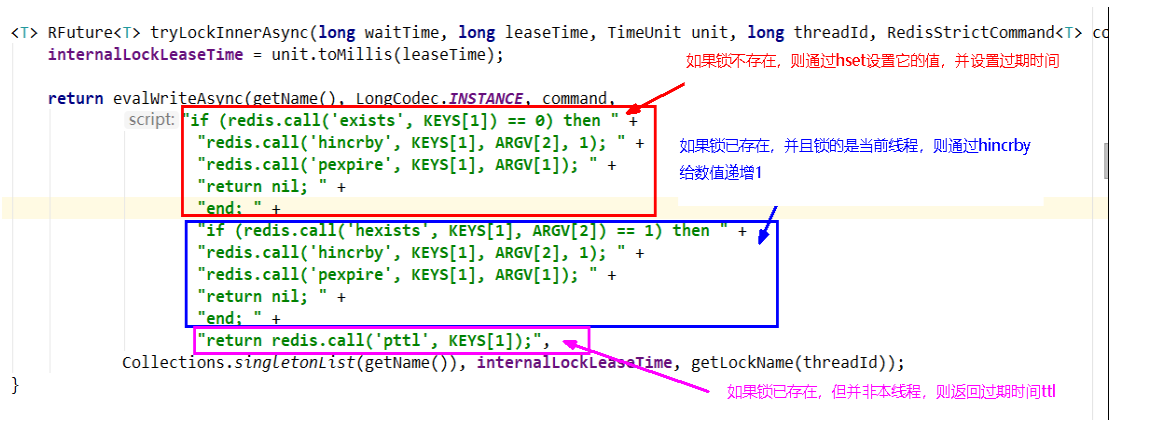 <T> RFuture<T> tryLockInnerAsync(long waitTime, long leaseTime, TimeUnit unit, long threadId, RedisStrictCommand<T> co
internalLockLeaseTime = unit.toMillis(leaseTime);
如果锁不存在，则通过hset设置它的值，并设置过期时间
return evalWriteAsync(getName(), LongCodec.INSTANCE, command,
script: "if (redis.call('exists', KEYS[1]) == 0) then " +
"redis.call('hincrby', KEYS[1], ARGV[2], 1); " +
"redis.call('pexpire', KEYS[1], ARGV[1]); " +
"return nil; " +
"end; " +
如果锁已存在，并且锁的是当前线程，则通过hincrby
给数值递增1
"if (redis.call('hexists', KEYS[1], ARGV[2]) == 1) then " +
"redis.call('hincrby', KEYS[1], ARGV[2], 1); " +
"redis.call('pexpire', KEYS[1], ARGV[1]); " +
"return nil; " +
"end; " +
"return redis.call('pttl', KEYS[1]);",
Collections.singletonList(getName()), internalLockLeaseTime, getLockName(threadId));
}
如果锁已存在，但并非本线程，则返回过期时间ttl